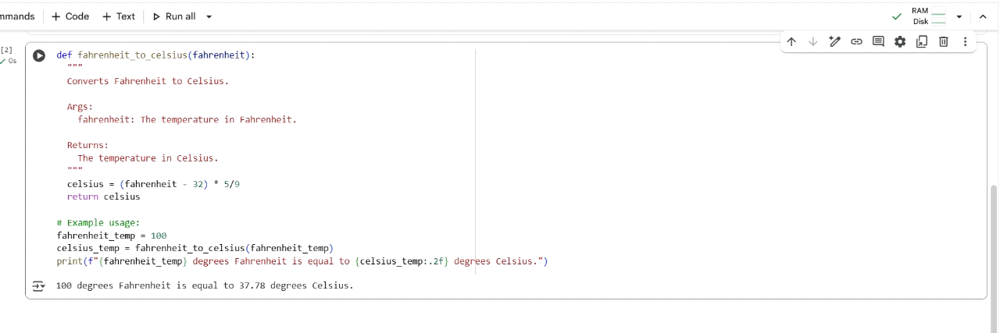 mmands + Code + Text Run all RAM
Disk
[2]
0s
def fahrenheit_to_celsius(fahrenheit):
"""
Converts Fahrenheit to Celsius.
Args:
fahrenheit: The temperature in Fahrenheit.
Returns:
The temperature in Celsius.
"""
celsius = (fahrenheit - 32) * 5/9
return celsius
# Example usage:
fahrenheit_temp = 100
celsius_temp = fahrenheit_to_celsius(fahrenheit_temp)
print(f"{fahrenheit_temp} degrees Fahrenheit is equal to {celsius_temp:.2f} degrees Celsius.")
100 degrees Fahrenheit is equal to 37.78 degrees Celsius.